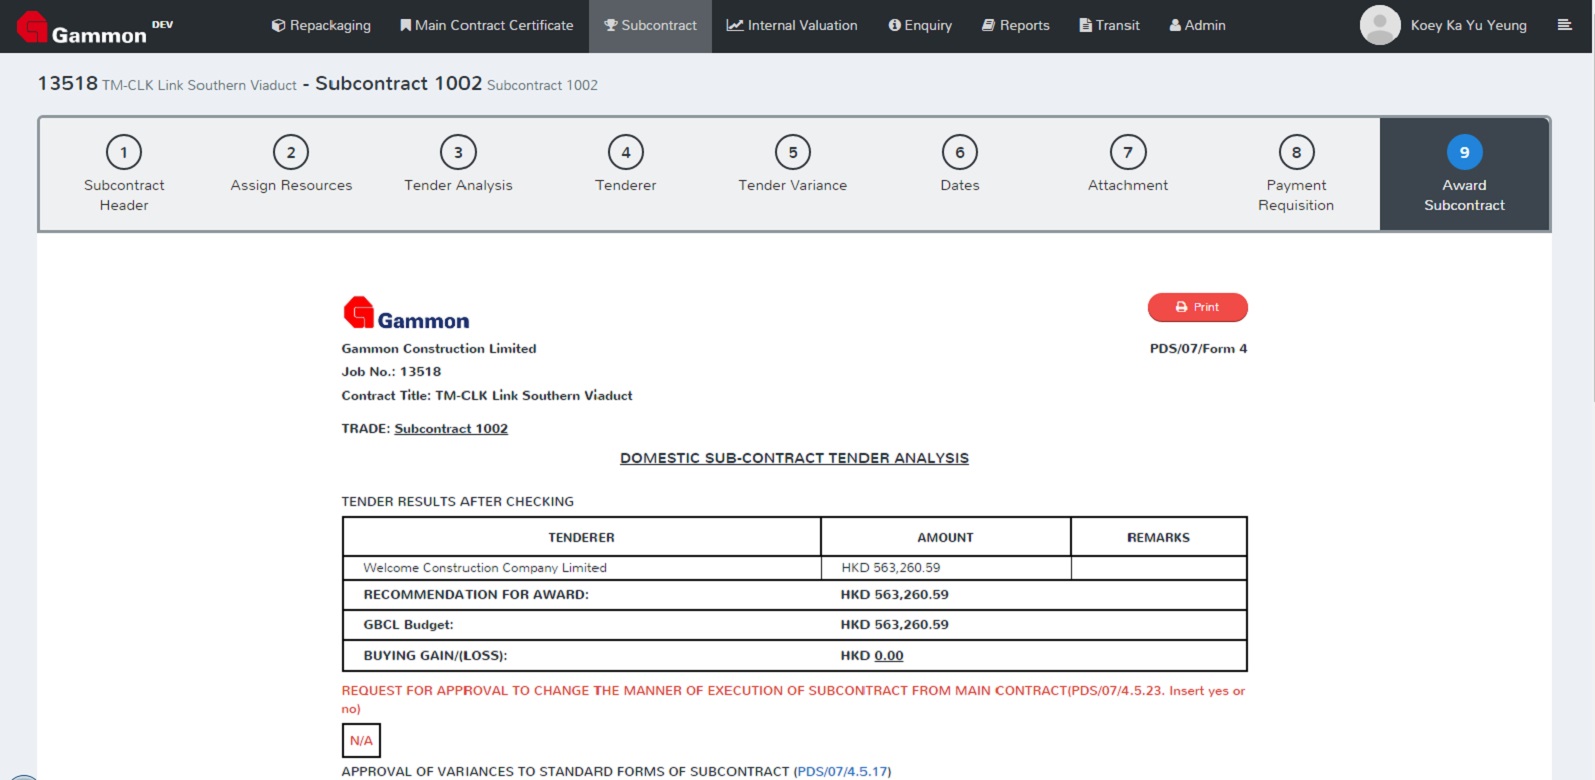 Gammon DEV Repackaging Main Contract Certificate Subcontract Internal Valuation Enquiry Reports Transit Admin Koey Ka Yu Yeung
13518 TM-CLK Link Southern Viaduct - Subcontract 1002 Subcontract 1002
1 2 3 4 5 6 7 8 9
Subcontract Assign Resources Tender Analysis Tenderer Tender Variance Dates Attachment Payment Award
Header Requisition Subcontract
Gammon Print
Gammon Construction Limited PDS/07/Form 4
Job No.: 13518
Contract Title: TM-CLK Link Southern Viaduct
TRADE: Subcontract 1002
DOMESTIC SUB-CONTRACT TENDER ANALYSIS
TENDER RESULTS AFTER CHECKING
TENDERER AMOUNT REMARKS
Welcome Construction Company Limited HKD 563,260.59
RECOMMENDATION FOR AWARD: HKD 563,260.59
GBCL Budget: HKD 563,260.59
BUYING GAIN/(LOSS): HKD 0.00
REQUEST FOR APPROVAL TO CHANGE THE MANNER OF EXECUTION OF SUBCONTRACT FROM MAIN CONTRACT(PDS/07/4.5.23. Insert yes or
no)
N/A
APPROVAL OF VARIANCES TO STANDARD FORMS OF SUBCONTRACT (PDS/07/4.5.17)